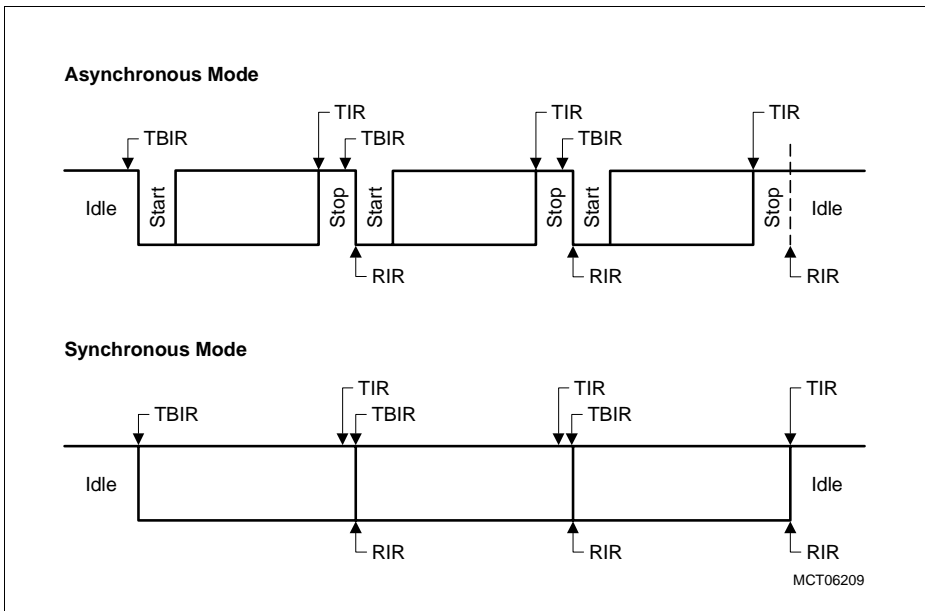 Asynchronous Mode
TIR TIR TIR
TBIR TBIR TBIR
Idle Start Stop Start Stop Start Stop Idle
RIR RIR RIR
Synchronous Mode
TIR TIR TIR
TBIR TBIR TBIR
Idle Idle
RIR RIR RIR
MCT06209